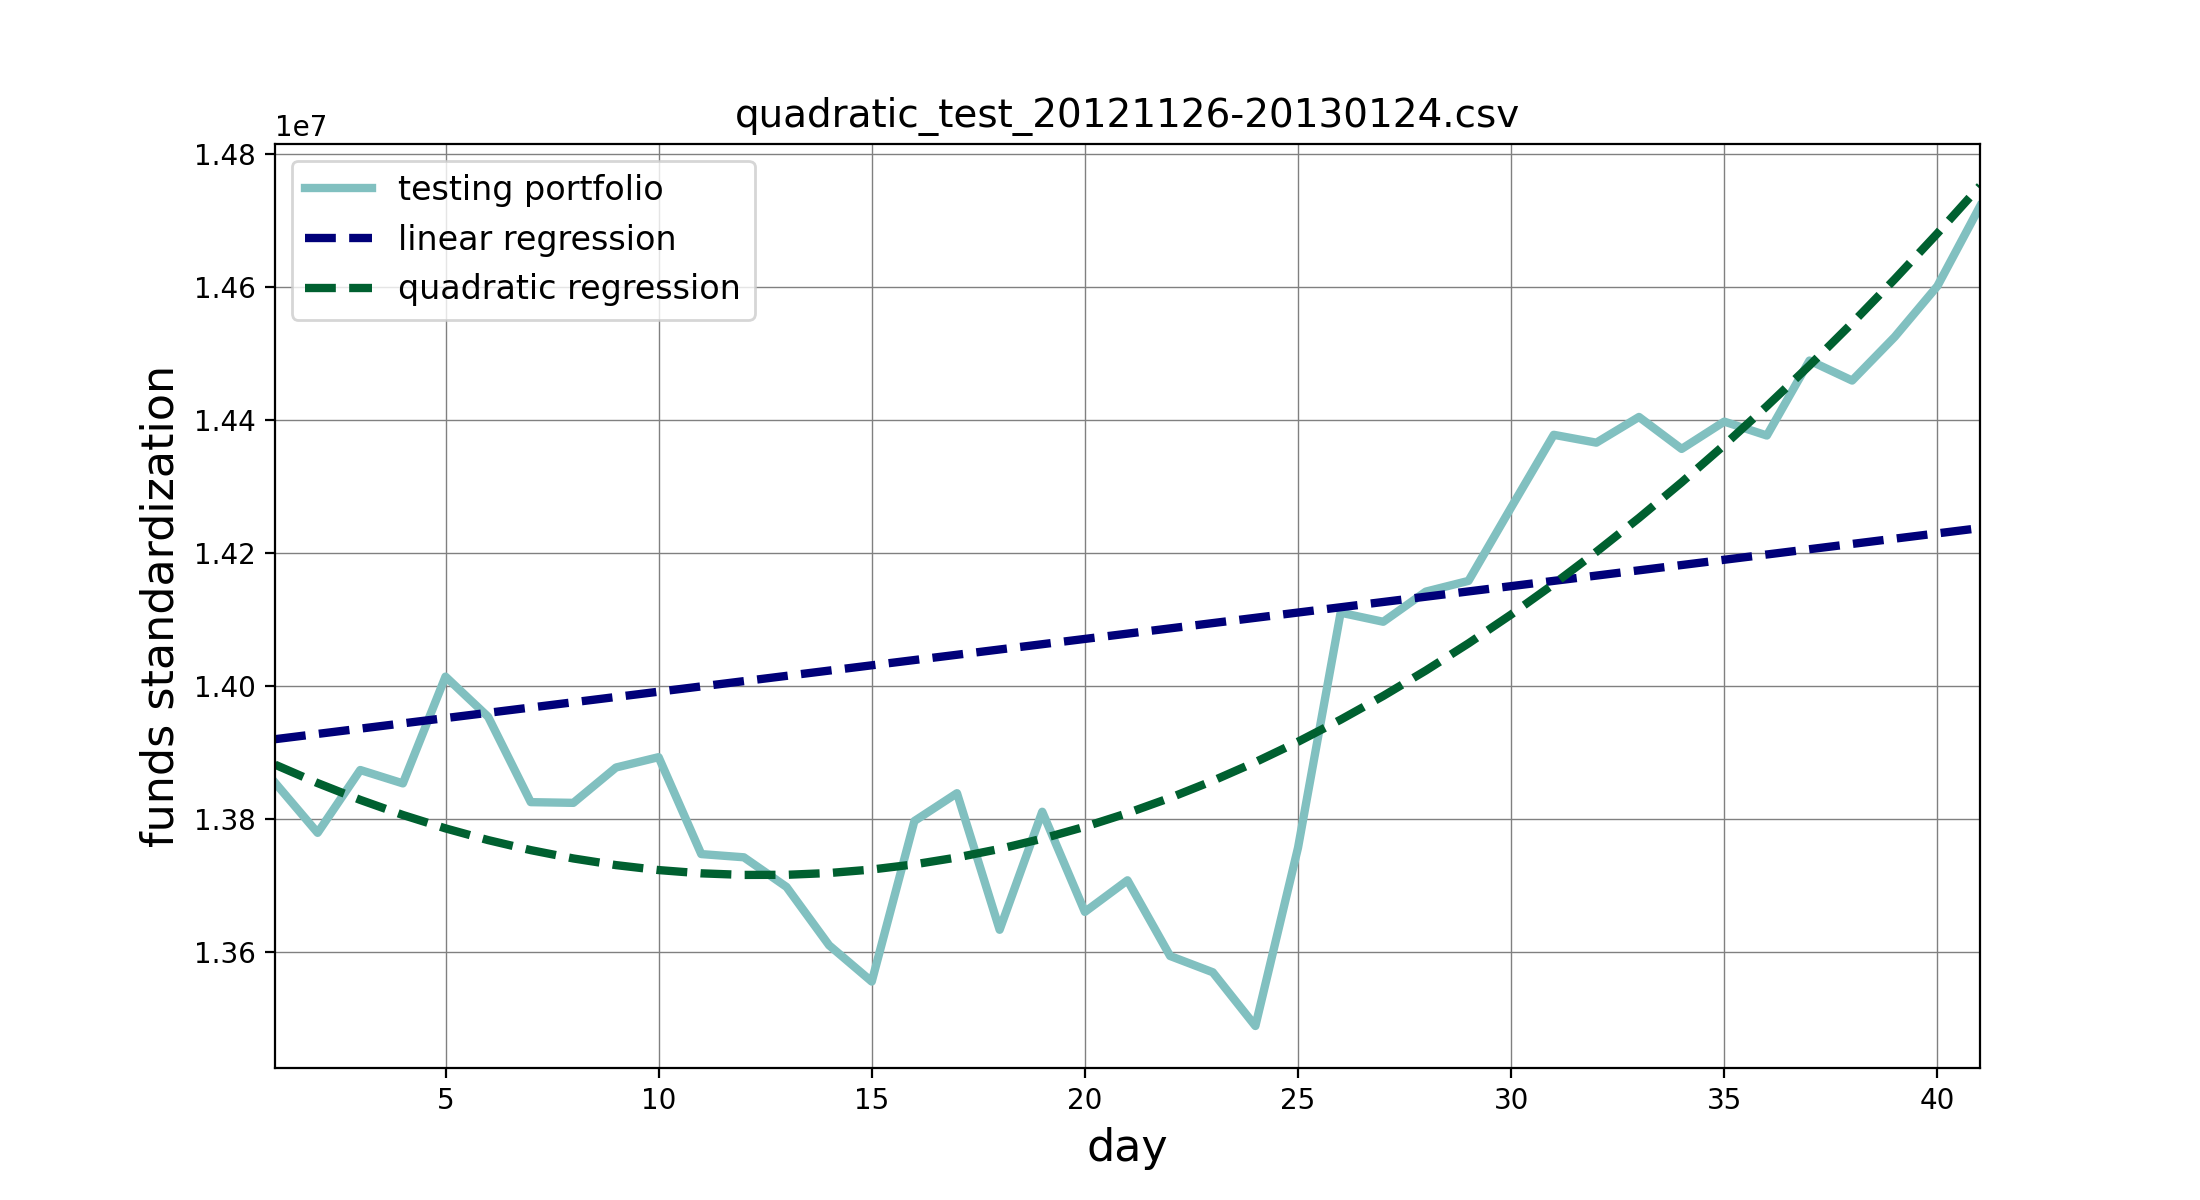 quadratic_test_20121126-20130124.csv
1e7
1.48
1.46
1.44
1.42
1.40
1.38
1.36
funds standardization
testing portfolio
linear regression
quadratic regression
5 10 15 20 25 30 35 40
day